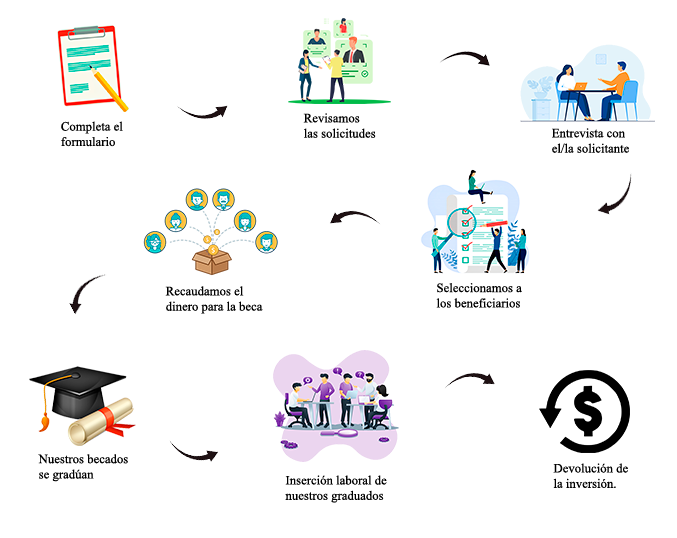 Completa el
formulario
Revisamos
las solicitudes
Entrevista con
el/la solicitante
Seleccionamos a
los beneficiarios
Recaudamos el
dinero para la beca
Nuestros becados
se gradúan
Inserción laboral de
nuestros graduados
$
Devolución de
la inversión.